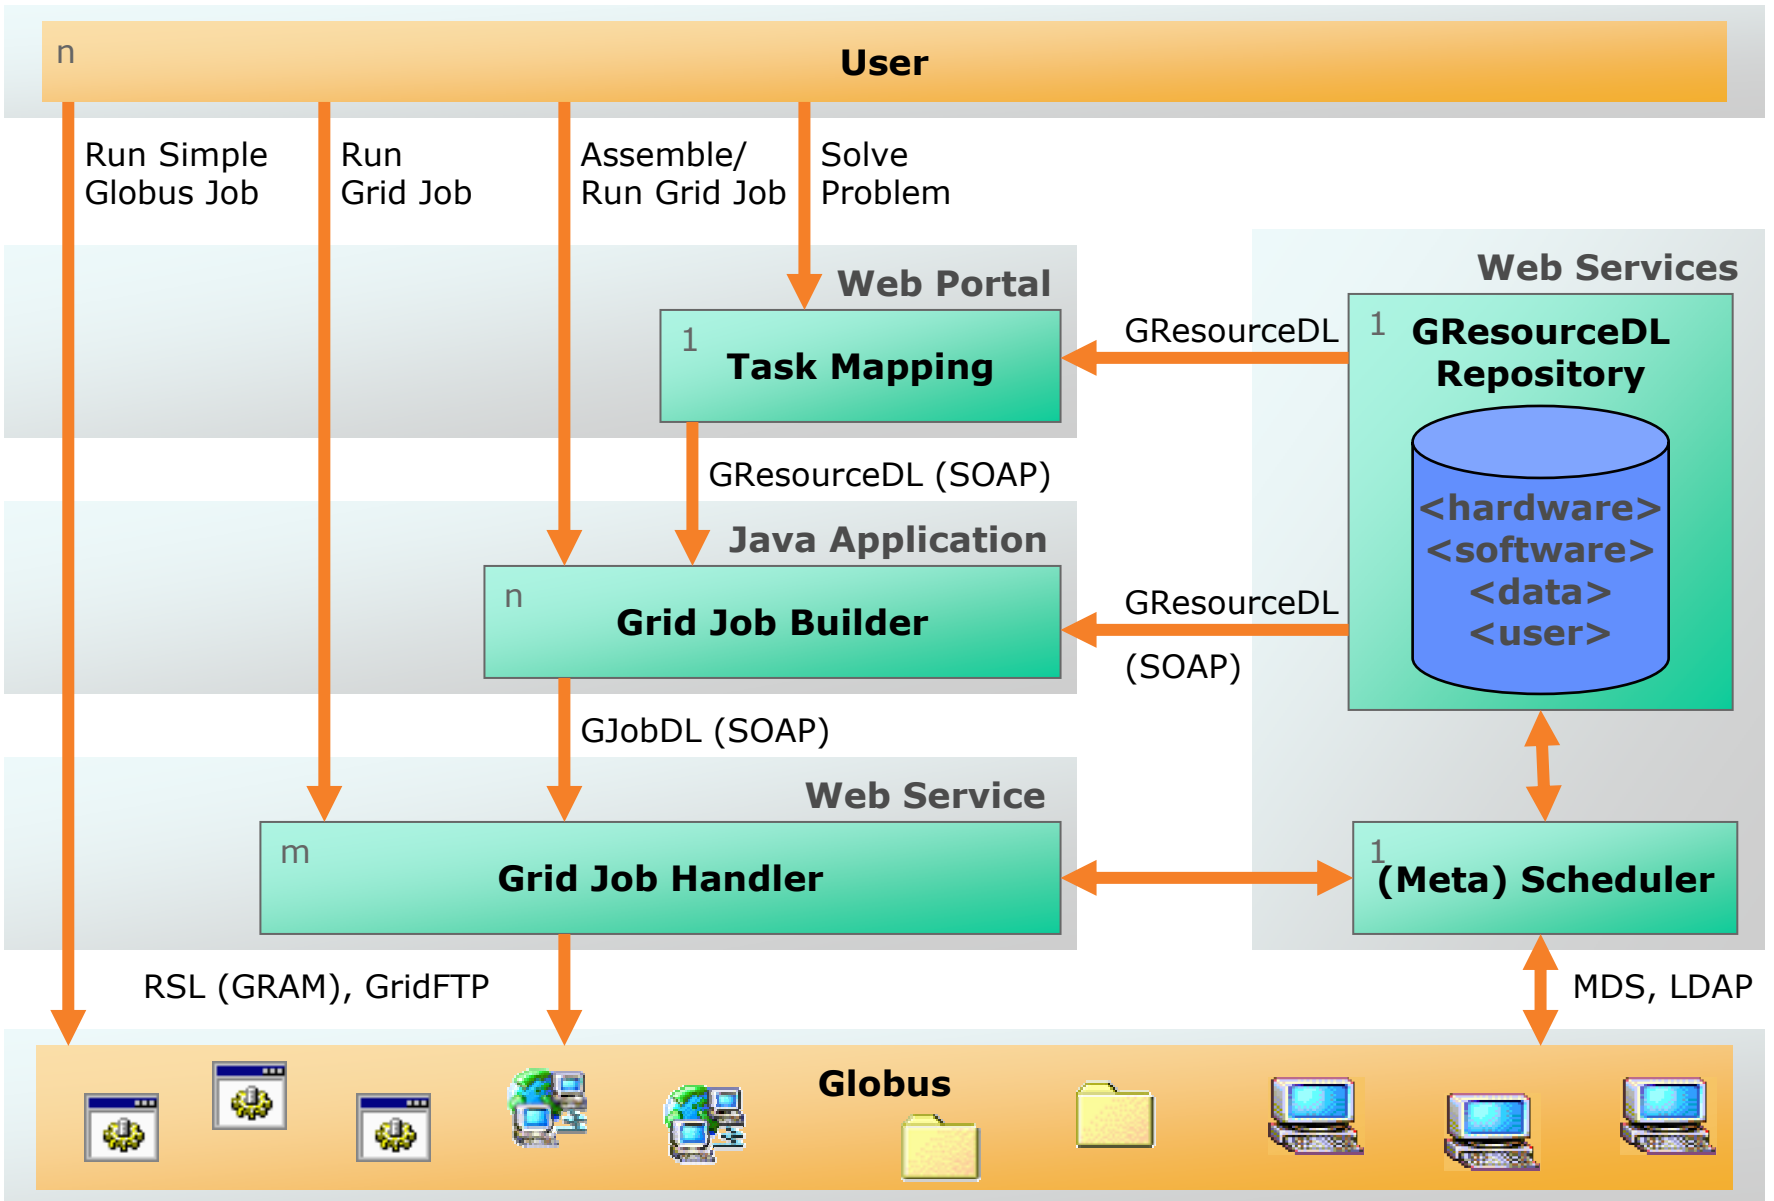 n
User
Run Simple
Globus Job
Run
Grid Job
Assemble/
Run Grid Job
Solve
Problem
Web Portal
1
Task Mapping
GResourceDL
Web Services
1
GResourceDL
Repository
<hardware>
<software>
<data>
<user>
GResourceDL (SOAP)
Java Application
n
Grid Job Builder
GResourceDL
(SOAP)
GJobDL (SOAP)
Web Service
m
Grid Job Handler
1
(Meta) Scheduler
RSL (GRAM), GridFTP
MDS, LDAP
Globus